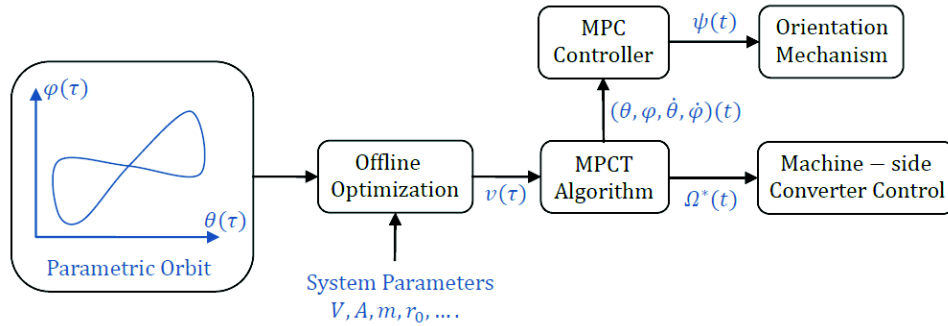 φ(τ)
θ(τ)
Parametric Orbit
Offline
Optimization
System Parameters
V, A, m, r₀, ... .
v(τ)
MPCT
Algorithm
(θ, φ, θ̇, φ̇)(t)
MPC
Controller
ψ(t)
Orientation
Mechanism
Ω*(t)
Machine − side
Converter Control